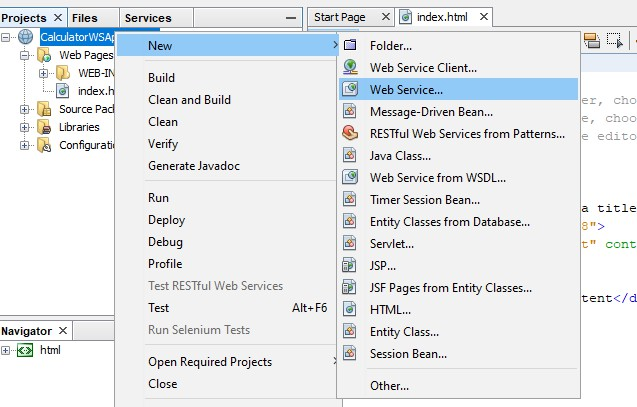 Projects × Files Services
Start Page × index.html ×
CalculatorWSAp
Web Pages
WEB-IN
index.h
Source Pack
Libraries
Configuratio
Navigator ×
html
New
Build
Clean and Build
Clean
Verify
Generate Javadoc
Run
Deploy
Debug
Profile
Test RESTful Web Services
Test Alt+F6
Run Selenium Tests
Open Required Projects
Close
Folder...
Web Service Client...
Web Service...
Message-Driven Bean...
RESTful Web Services from Patterns...
Java Class...
Web Service from WSDL...
Timer Session Bean...
Entity Classes from Database...
Servlet...
JSP...
JSF Pages from Entity Classes...
HTML...
Entity Class...
Session Bean...
Other...
er, cho
e, choo
e edito
a title
8">
t" cont
tent</d